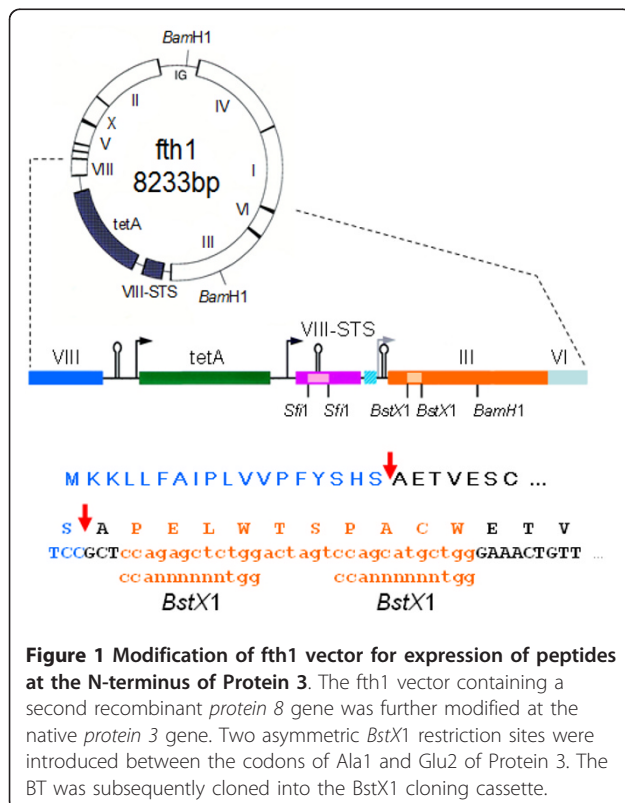 BamH1
IG
II
IV
X
V
VIII
fth1
8233bp
I
VI
tetA
III
VIII-STS
BamH1
VIII-STS
VIII
tetA
III
VI
Sfi1
Sfi1
BstX1
BstX1
BamH1
M K K L L F A I P L V V P F Y S H S A E T V E S C ...
S A P E L W T S P A C W E T V
TCCGCTccagagctctggactagtccagcatgctggGAAACTGTT ...
ccannnnnntgg ccannnnnntgg
BstX1 BstX1
Figure 1 Modification of fth1 vector for expression of peptides
at the N-terminus of Protein 3. The fth1 vector containing a
second recombinant protein 8 gene was further modified at the
native protein 3 gene. Two asymmetric BstX1 restriction sites were
introduced between the codons of Ala1 and Glu2 of Protein 3. The
BT was subsequently cloned into the BstX1 cloning cassette.